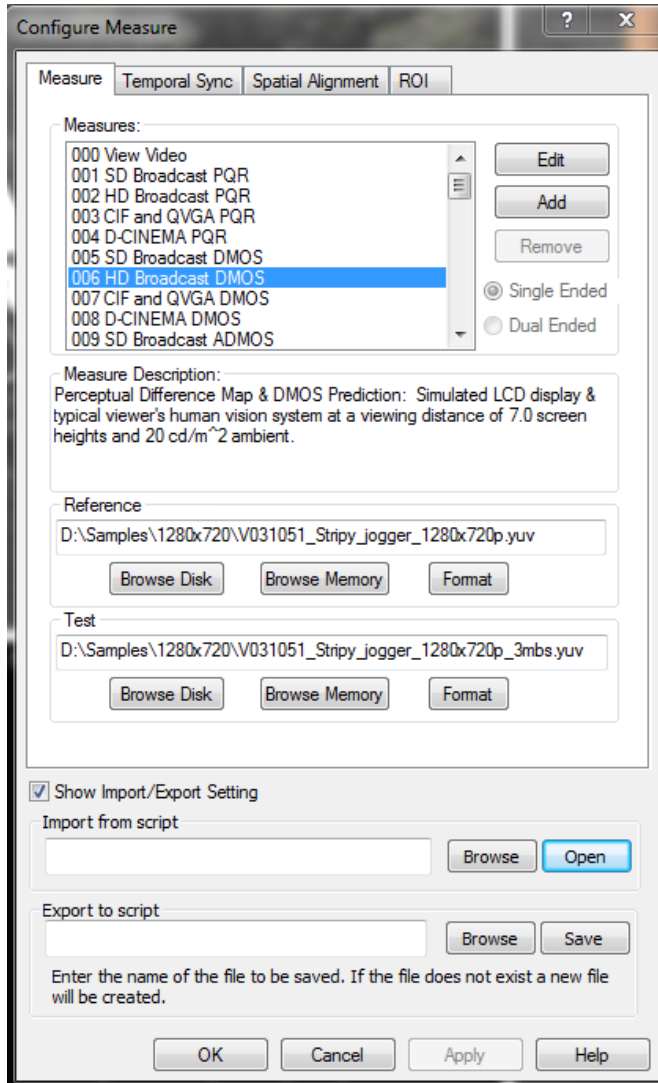 Configure Measure
? X
Measure Temporal Sync Spatial Alignment ROI
Measures:
000 View Video
001 SD Broadcast PQR
002 HD Broadcast PQR
003 CIF and QVGA PQR
004 D-CINEMA PQR
005 SD Broadcast DMOS
006 HD Broadcast DMOS
007 CIF and QVGA DMOS
008 D-CINEMA DMOS
009 SD Broadcast ADMOS
Edit
Add
Remove
Single Ended
Dual Ended
Measure Description:
Perceptual Difference Map & DMOS Prediction: Simulated LCD display &
typical viewer's human vision system at a viewing distance of 7.0 screen
heights and 20 cd/m^2 ambient.
Reference
D:\Samples\1280x720\V031051_Stripy_jogger_1280x720p.yuv
Browse Disk Browse Memory Format
Test
D:\Samples\1280x720\V031051_Stripy_jogger_1280x720p_3mbs.yuv
Browse Disk Browse Memory Format
Show Import/Export Setting
Import from script
Browse Open
Export to script
Browse Save
Enter the name of the file to be saved. If the file does not exist a new file
will be created.
OK Cancel Apply Help